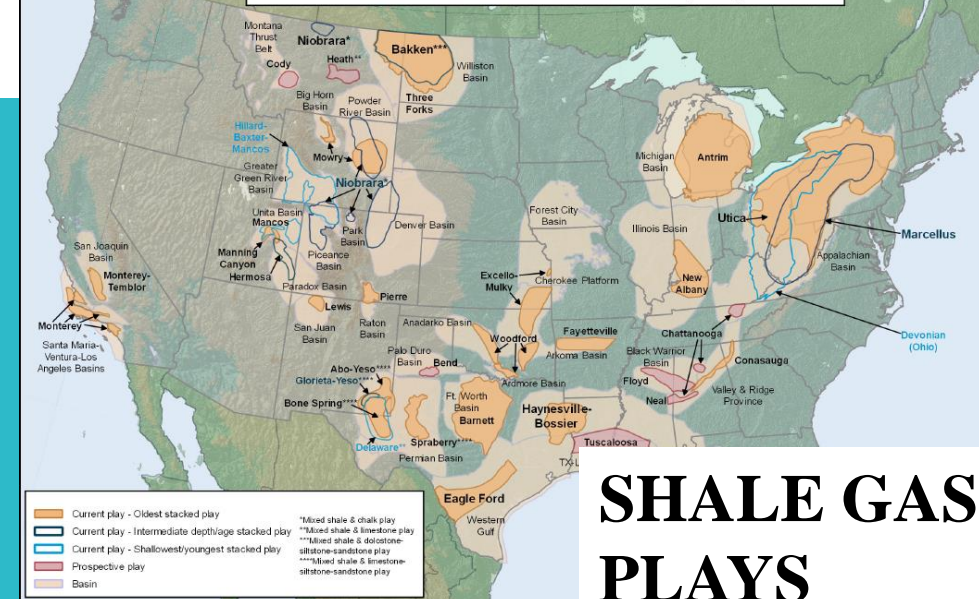 Montana
Thrust
Belt
Niobrara*
Bakken***
Cody
Heath**
Williston
Basin
Big Horn
Basin
Powder
River Basin
Three
Forks
Hillard-
Baxter-
Mancos
Mowry
Greater
Green River
Basin
Niobrara*
Michigan
Basin
Antrim
Uinta Basin
Mancos
Park
Basin
Denver Basin
Forest City
Basin
Illinois Basin
Utica
Marcellus
San Joaquin
Basin
Manning
Canyon
Hermosa
Piceance
Basin
Appalachian
Basin
Monterey-
Temblor
Paradox Basin
Excello-
Mulky
Cherokee Platform
New
Albany
Lewis
Pierre
Monterey
San Juan
Basin
Raton
Basin
Anadarko Basin
Woodford
Fayetteville
Chattanooga
Devonian
(Ohio)
Santa Maria-
Ventura-Los
Angeles Basins
Palo Duro
Basin
Bend
Arkoma Basin
Black Warrior
Basin
Conasauga
Abo-Yeso****
Glorieta-Yeso****
Ardmore Basin
Floyd
Valley & Ridge
Province
Bone Spring****
Ft. Worth
Basin
Barnett
Haynesville-
Bossier
Neal
Delaware**
Spraberry****
Permian Basin
Tuscaloosa
Eagle Ford
Western
Gulf
Current play - Oldest stacked play
Current play - Intermediate depth/age stacked play
Current play - Shallowest/youngest stacked play
Prospective play
Basin
*Mixed shale & chalk play
**Mixed shale & limestone play
***Mixed shale & dolostone-
siltstone-sandstone play
****Mixed shale & limestone-
siltstone-sandstone play
SHALE GAS
PLAYS